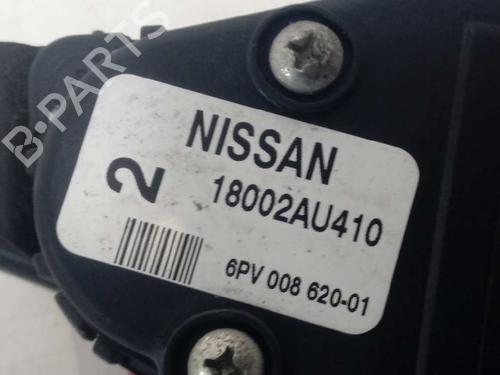 B-PARTS
NISSAN
2
18002AU410
6PV 008 620-01